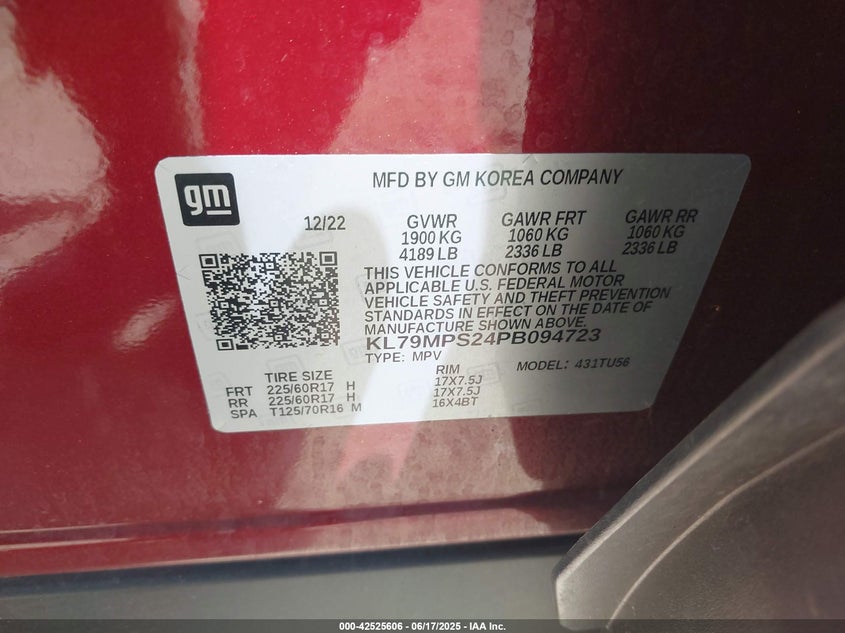 gm
MFD BY GM KOREA COMPANY
12/22 GVWR GAWR FRT GAWR RR
1900 KG 1060 KG 1060 KG
4189 LB 2336 LB 2336 LB
THIS VEHICLE CONFORMS TO ALL
APPLICABLE U.S. FEDERAL MOTOR
VEHICLE SAFETY AND THEFT PREVENTION
STANDARDS IN EFFECT ON THE DATE OF
MANUFACTURE SHOWN ABOVE.
KL79MPS24PB094723
TYPE: MPV MODEL: 431TU56
TIRE SIZE RIM
FRT 225/60R17 H 17X7.5J
RR 225/60R17 H 17X7.5J
SPA T125/70R16 M 16X4BT
000-42525606 - 06/17/2025 - IAA Inc.